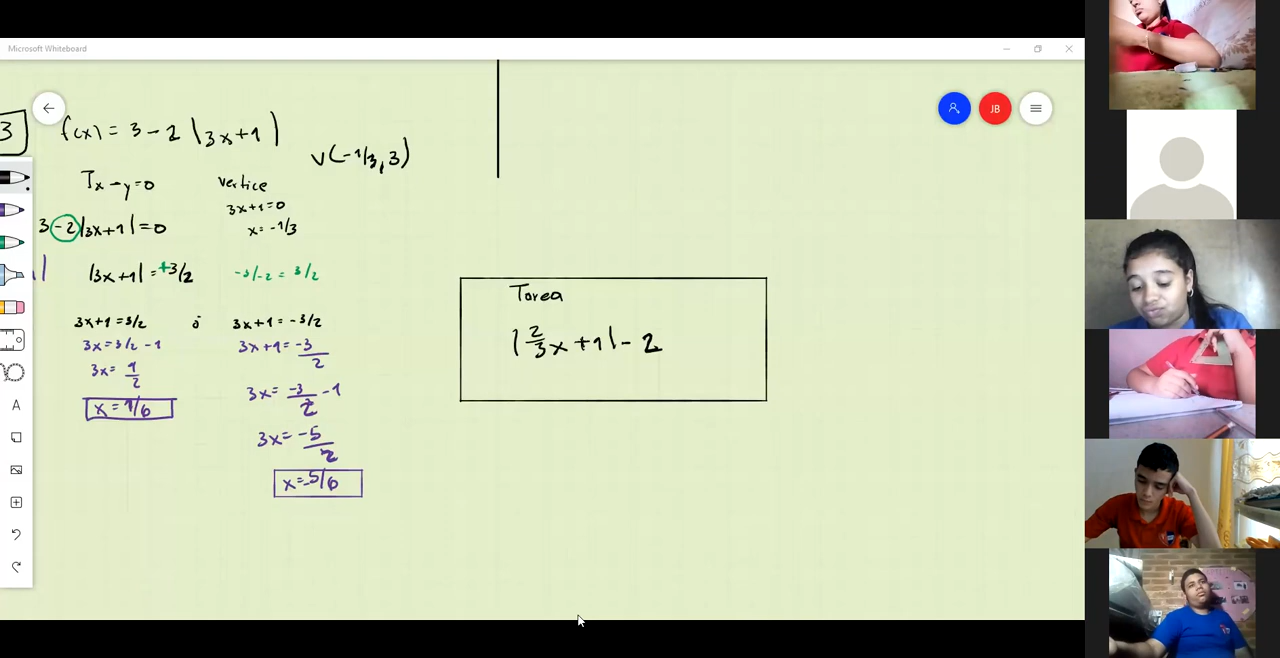 Microsoft Whiteboard
JB
3
f(x) = 3 - 2 |3x+1|
V(-1/3, 3)
Ix - y=0
Vertice
3x+1=0
x= -1/3
3 -2|3x+1|=0
|3x+1|=+3/2
-3/-2 = 3/2
3x+1=3/2 ó 3x+1=-3/2
3x=3/2 -1
3x+1=-3/2
3x= 1/2
3x= -3/2 -1
x=1/6
3x=-5/2
x=-5/6
Tarea
|2/3x +1| - 2
A